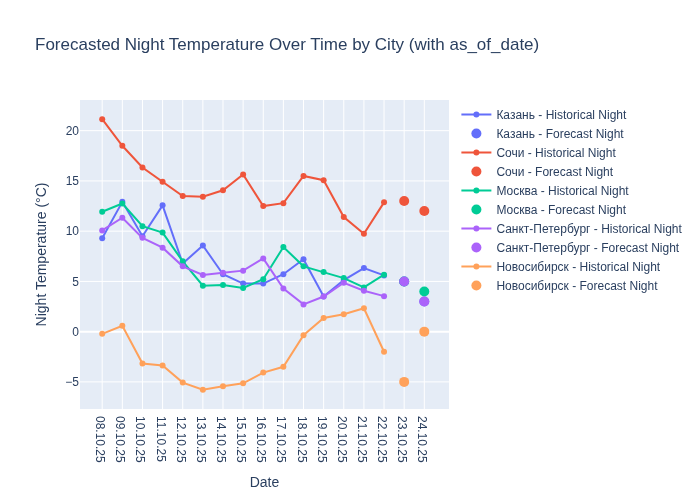 Forecasted Night Temperature Over Time by City (with as_of_date)
20
15
10
5
0
−5
Night Temperature (°C)
08.10.25
09.10.25
10.10.25
11.10.25
12.10.25
13.10.25
14.10.25
15.10.25
16.10.25
17.10.25
18.10.25
19.10.25
20.10.25
21.10.25
22.10.25
23.10.25
24.10.25
Date
Казань - Historical Night
Казань - Forecast Night
Сочи - Historical Night
Сочи - Forecast Night
Москва - Historical Night
Москва - Forecast Night
Санкт-Петербург - Historical Night
Санкт-Петербург - Forecast Night
Новосибирск - Historical Night
Новосибирск - Forecast Night